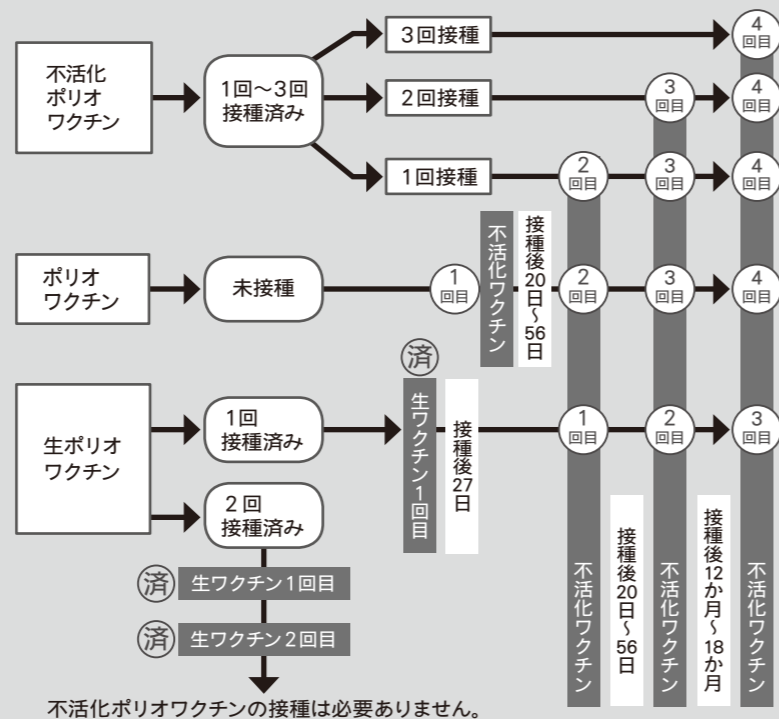 不活化
ポリオ
ワクチン
1回〜3回
接種済み
3回接種
4
回目
2回接種
3
回目
4
回目
1回接種
2
回目
3
回目
4
回目
ポリオ
ワクチン
未接種
1
回目
不活化ワクチン
接種後20日〜56日
2
回目
3
回目
4
回目
生ポリオ
ワクチン
1回
接種済み
済
生ワクチン1回目
接種後27日
1
回目
2
回目
3
回目
2回
接種済み
済
生ワクチン1回目
済
生ワクチン2回目
不活化ワクチン
接種後20日〜56日
不活化ワクチン
接種後12か月〜18か月
不活化ワクチン
不活化ポリオワクチンの接種は必要ありません。